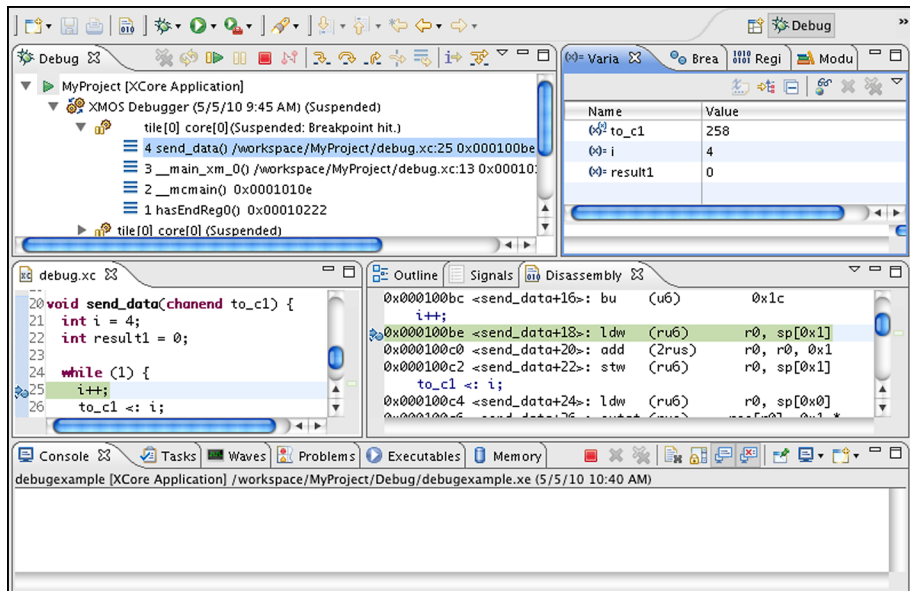 Debug
»
Debug
MyProject [XCore Application]
XMOS Debugger (5/5/10 9:45 AM) (Suspended)
tile[0] core[0](Suspended: Breakpoint hit.)
4 send_data() /workspace/MyProject/debug.xc:25 0x000100be
3 __main_xm_0() /workspace/MyProject/debug.xc:13 0x00010
2 __mcmain() 0x0001010e
1 hasEndReg0() 0x00010222
tile[0] core[0] (Suspended)
(x)= Varia Brea 1010 0101 Regi Modu
Name Value
to_c1 258
(x)= i 4
(x)= result1 0
debug.xc
20 void send_data(chanend to_c1) {
21 int i = 4;
22 int result1 = 0;
23
24 while (1) {
25 i++;
26 to_c1 <: i;
Outline Signals 010 Disassembly
0x000100bc <send_data+16>: bu (u6) 0x1c
i++;
0x000100be <send_data+18>: ldw (ru6) r0, sp[0x1]
0x000100c0 <send_data+20>: add (2rus) r0, r0, 0x1
0x000100c2 <send_data+22>: stw (ru6) r0, sp[0x1]
to_c1 <: i;
0x000100c4 <send_data+24>: ldw (ru6) r0, sp[0x0]
Console Tasks Waves Problems Executables Memory
debugexample [XCore Application] /workspace/MyProject/Debug/debugexample.xe (5/5/10 10:40 AM)